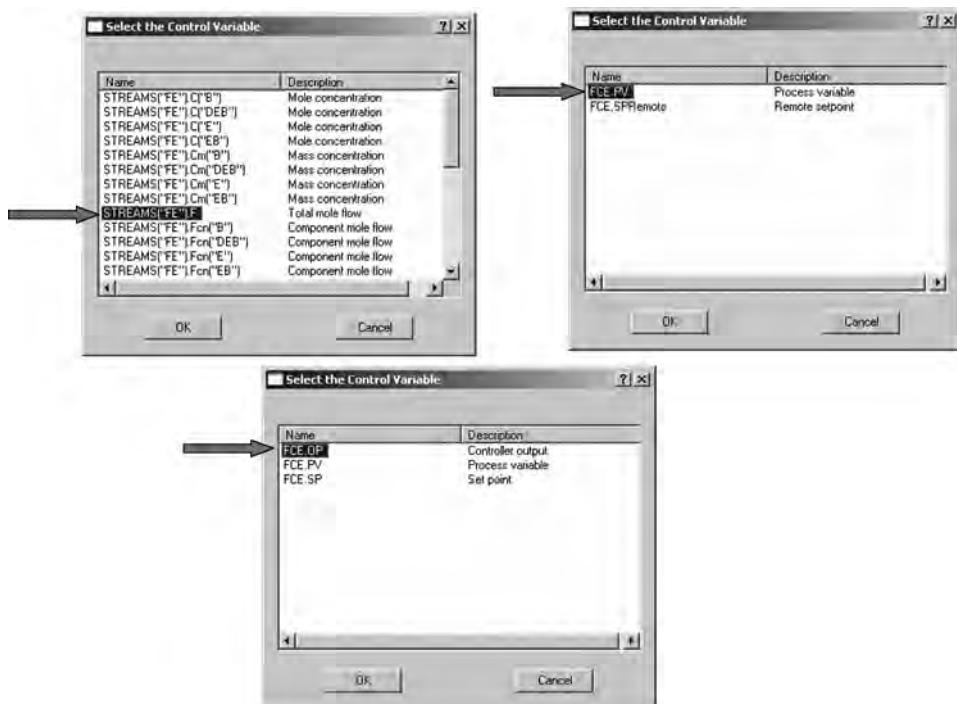 Select the Control Variable
Name Description
STREAMS("FE").C("B") Mole concentration
STREAMS("FE").C("DEB") Mole concentration
STREAMS("FE").C("E") Mole concentration
STREAMS("FE").C("EB") Mole concentration
STREAMS("FE").Cm("B") Mass concentration
STREAMS("FE").Cm("DEB") Mass concentration
STREAMS("FE").Cm("E") Mass concentration
STREAMS("FE").Cm("EB") Mass concentration
STREAMS("FE").F Total mole flow
STREAMS("FE").Fcn("B") Component mole flow
STREAMS("FE").Fcn("DEB") Component mole flow
STREAMS("FE").Fcn("E") Component mole flow
STREAMS("FE").Fcn("EB") Component mole flow
OK Cancel
Select the Control Variable
Name Description
FCE.PV Process variable
FCE.SPRemote Remote setpoint
OK Cancel
Select the Control Variable
Name Description
FCE.OP Controller output
FCE.PV Process variable
FCE.SP Set point
OK Cancel